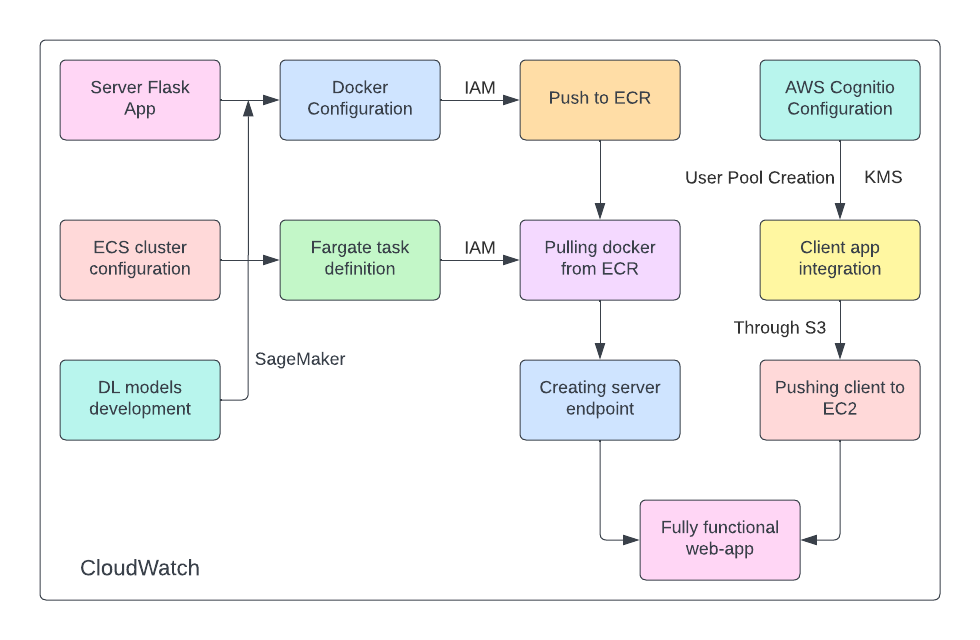 Server Flask
App
Docker
Configuration
IAM
Push to ECR
AWS Cognitio
Configuration
User Pool Creation
KMS
ECS cluster
configuration
Fargate task
definition
IAM
Pulling docker
from ECR
Client app
integration
Through S3
SageMaker
DL models
development
Creating server
endpoint
Pushing client to
EC2
Fully functional
web-app
CloudWatch